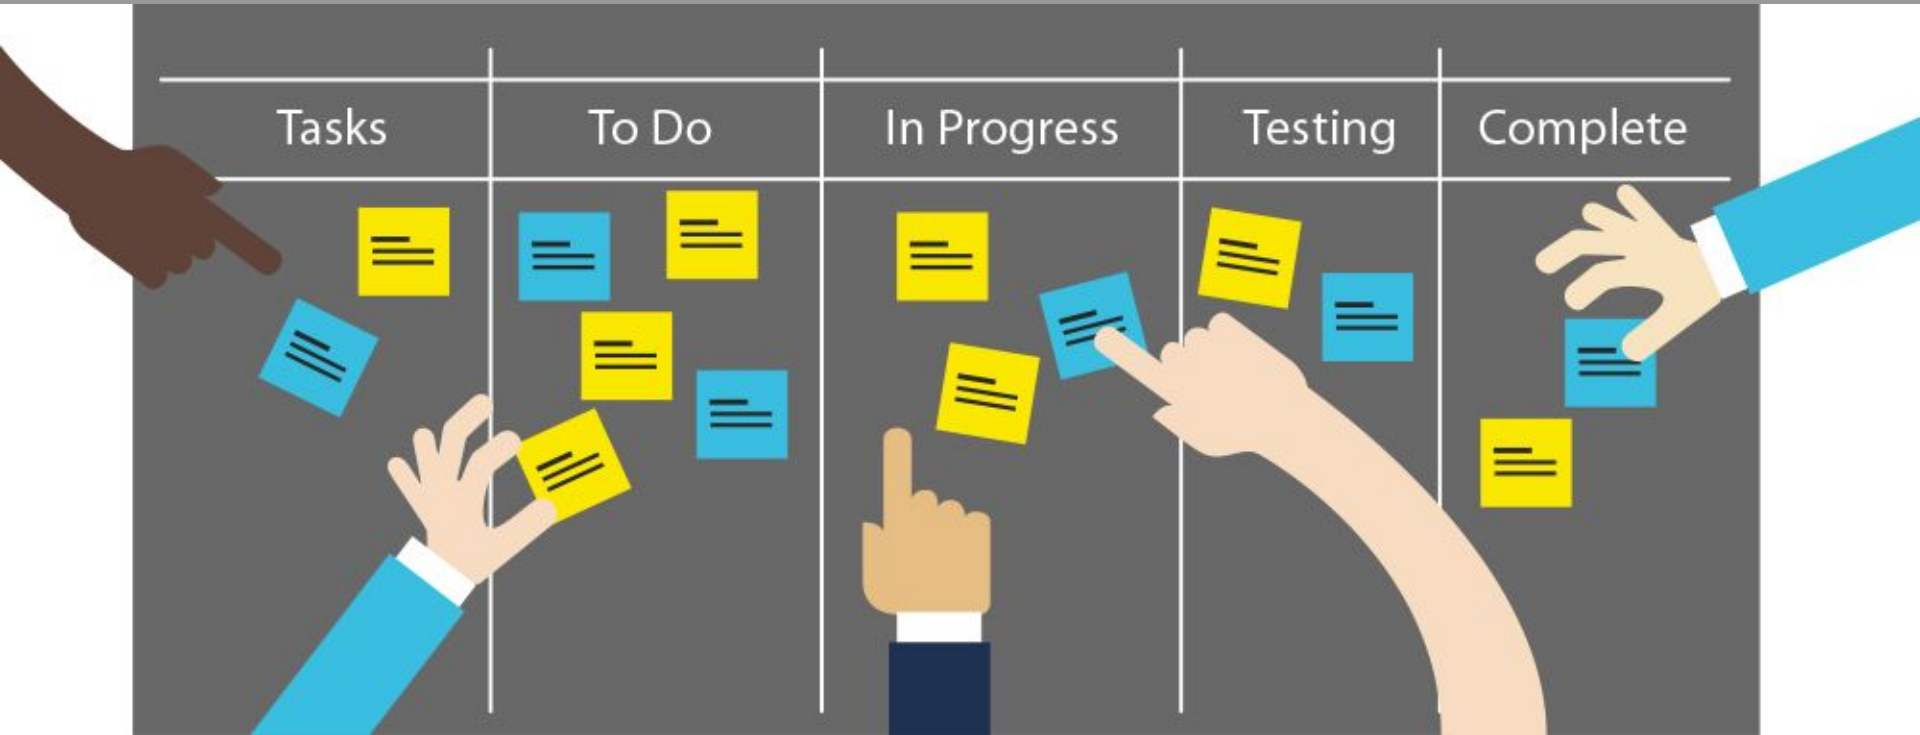 Tasks
To Do
In Progress
Testing
Complete